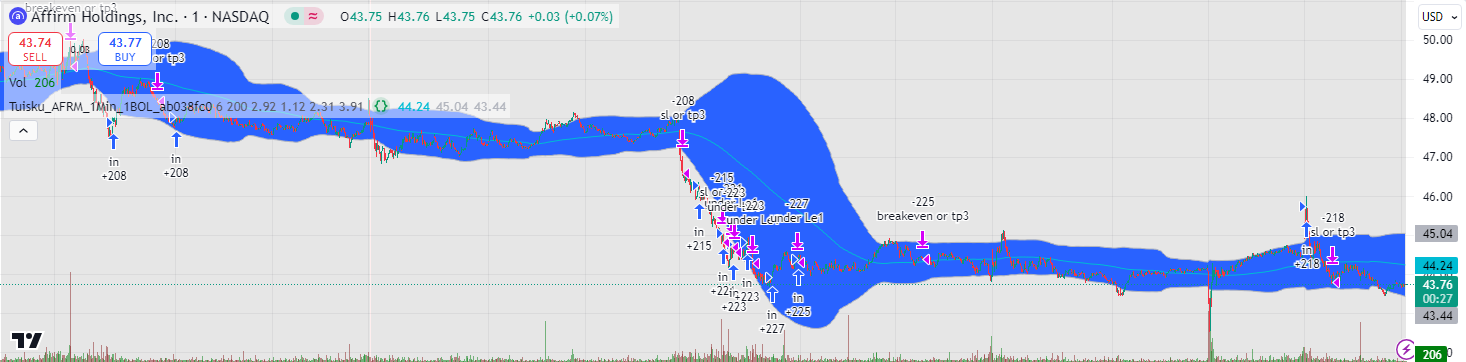 breakeven or tp3
Affirm Holdings, Inc. · 1 · NASDAQ
O43.75 H43.76 L43.75 C43.76 +0.03 (+0.07%)
USD
43.74
SELL
0.03
43.77
BUY
208
or tp3
Vol 206
Tuisku_AFRM_1Min_1BOL_ab038fc0 6 200 2.92 1.12 2.31 3.91 {} 44.24 45.04 43.44
in
+208
in
+208
-208
sl or tp3
-215
sl or
-223
under
-223
under Le1
-227
under Le1
in
+215
in
in
+223
in
+223
in
+227
in
+225
-225
breakeven or tp3
in
+218
-218
sl or tp3
50.00
49.00
48.00
47.00
46.00
45.04
44.24
43.76
00:27
43.44
206